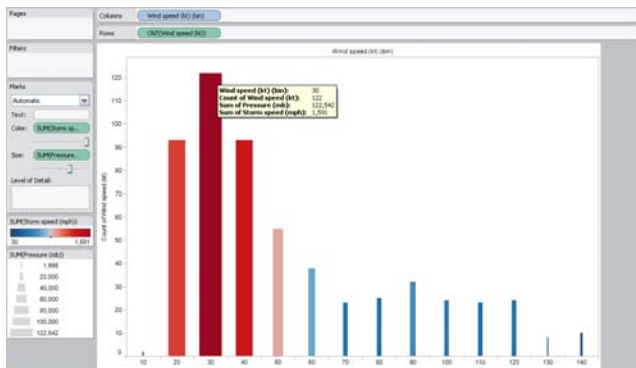 Pages
Columns
Wind speed (kt) (bin)
Rows
CNT(Wind speed (kt))
Filters
Marks
Automatic
Text:
Color: SUM(Storm sp...
Size: SUM(Pressure...
Level of Detail:
SUM(Storm speed (mph))
30 1,591
SUM(Pressure (mb))
1,998
20,000
40,000
60,000
80,000
100,000
122,542
Wind speed (kt) (bin)
Wind speed (kt) (bin): 30
Count of Wind speed (kt): 122
Sum of Pressure (mb): 122,542
Sum of Storm speed (mph): 1,591
Count of Wind speed (kt)
120
110
100
90
80
70
60
50
40
30
20
10
0
10 20 30 40 50 60 70 80 90 100 110 120 130 140